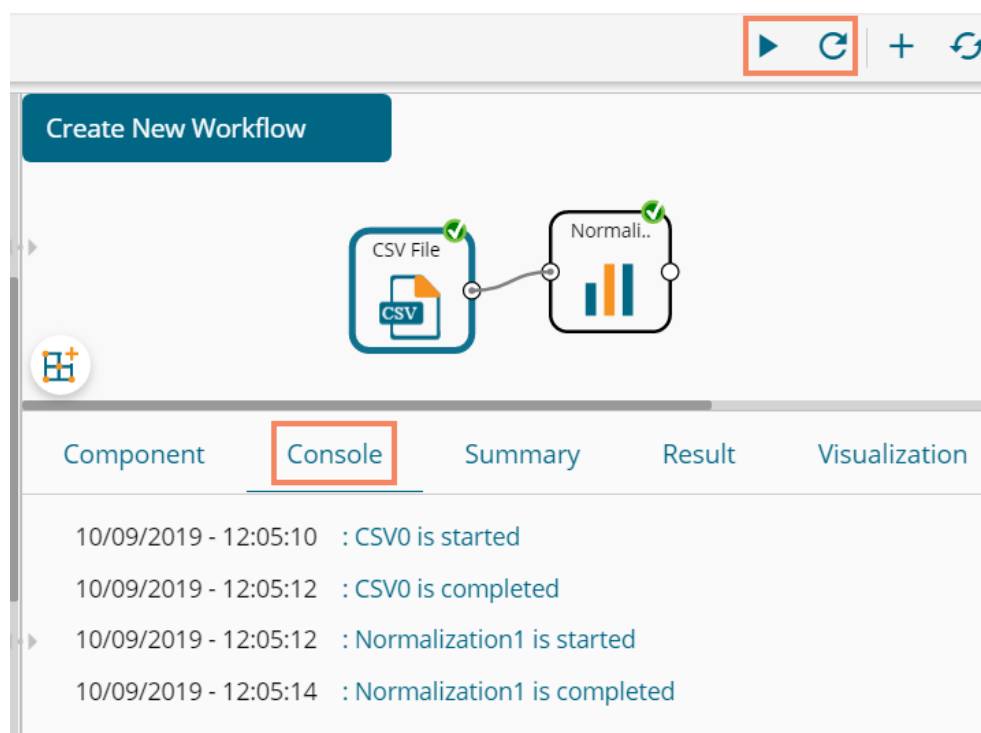 Create New Workflow
CSV File
Normali..
CSV
Component Console Summary Result Visualization
10/09/2019 - 12:05:10 : CSV0 is started
10/09/2019 - 12:05:12 : CSV0 is completed
10/09/2019 - 12:05:12 : Normalization1 is started
10/09/2019 - 12:05:14 : Normalization1 is completed